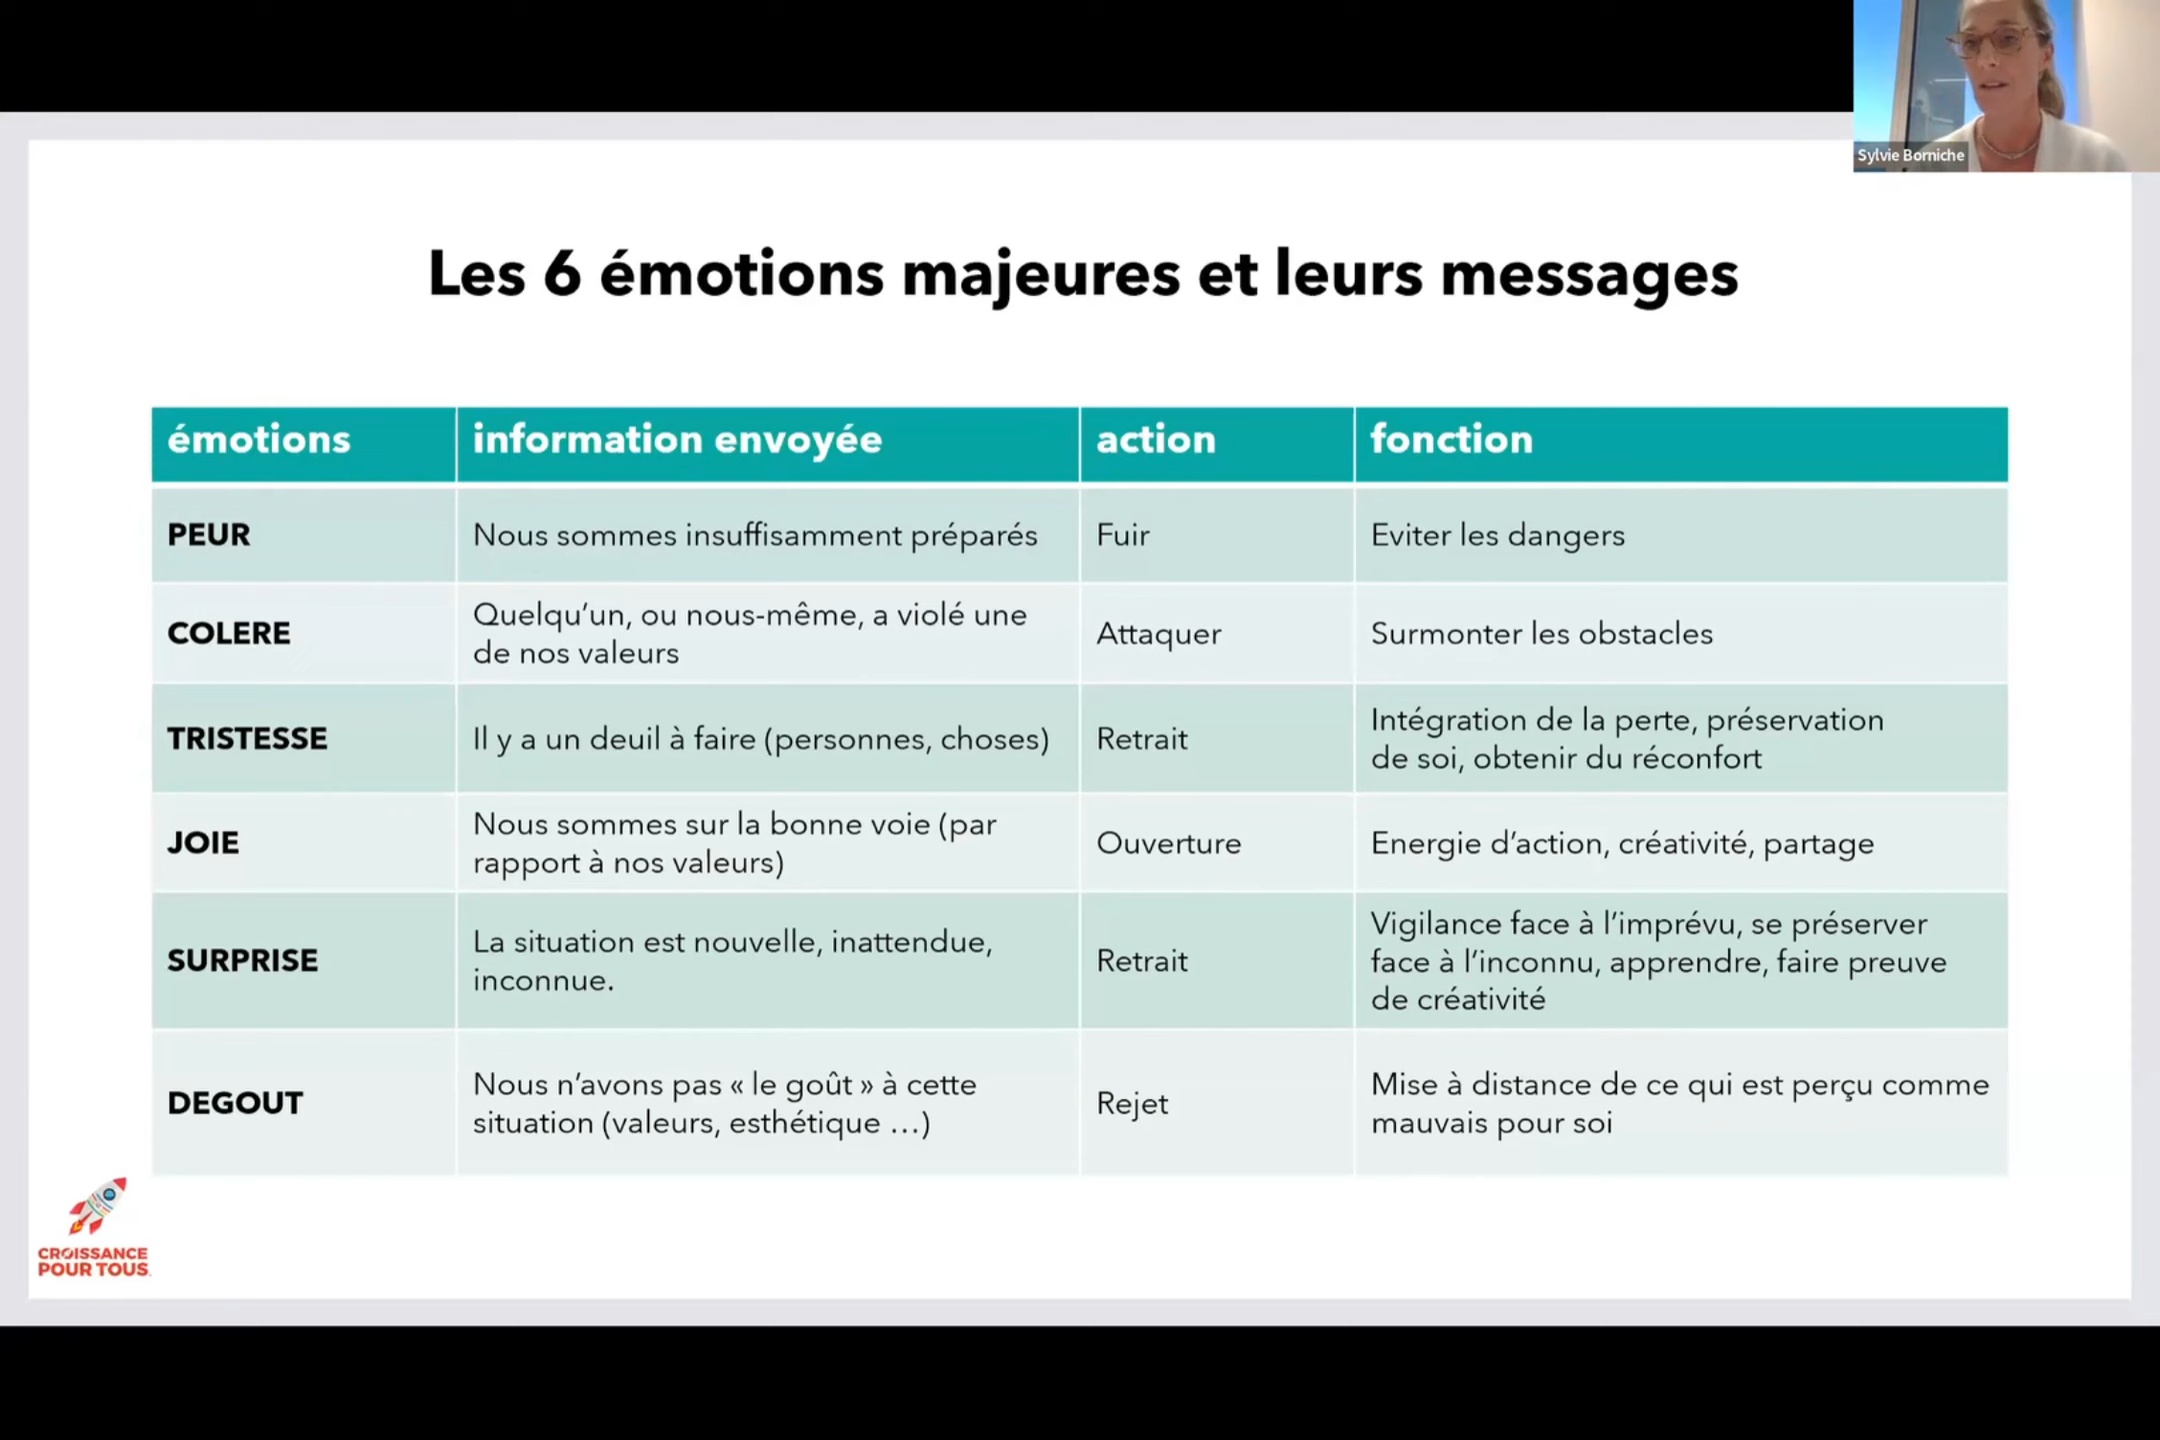 Sylvie Borniche
Les 6 émotions majeures et leurs messages
émotions
information envoyée
action
fonction
PEUR
Nous sommes insuffisamment préparés
Fuir
Eviter les dangers
COLERE
Quelqu’un, ou nous-même, a violé une
de nos valeurs
Attaquer
Surmonter les obstacles
TRISTESSE
Il y a un deuil à faire (personnes, choses)
Retrait
Intégration de la perte, préservation
de soi, obtenir du réconfort
JOIE
Nous sommes sur la bonne voie (par
rapport à nos valeurs)
Ouverture
Energie d’action, créativité, partage
SURPRISE
La situation est nouvelle, inattendue,
inconnue.
Retrait
Vigilance face à l’imprévu, se préserver
face à l’inconnu, apprendre, faire preuve
de créativité
DEGOUT
Nous n’avons pas « le goût » à cette
situation (valeurs, esthétique ...)
Rejet
Mise à distance de ce qui est perçu comme
mauvais pour soi
CROISSANCE
POUR TOUS